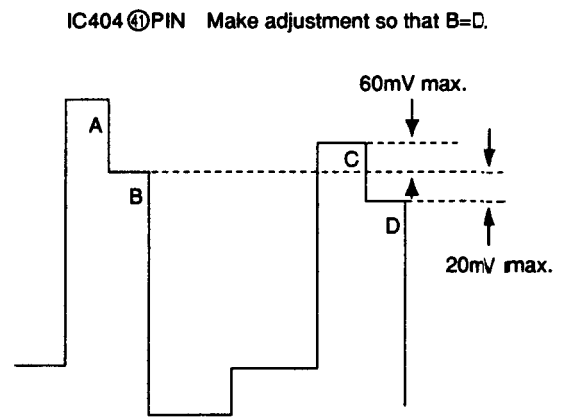 IC404 ㊶PIN Make adjustment so that B=D.
60mV max.
A
C
B
D
20mV max.